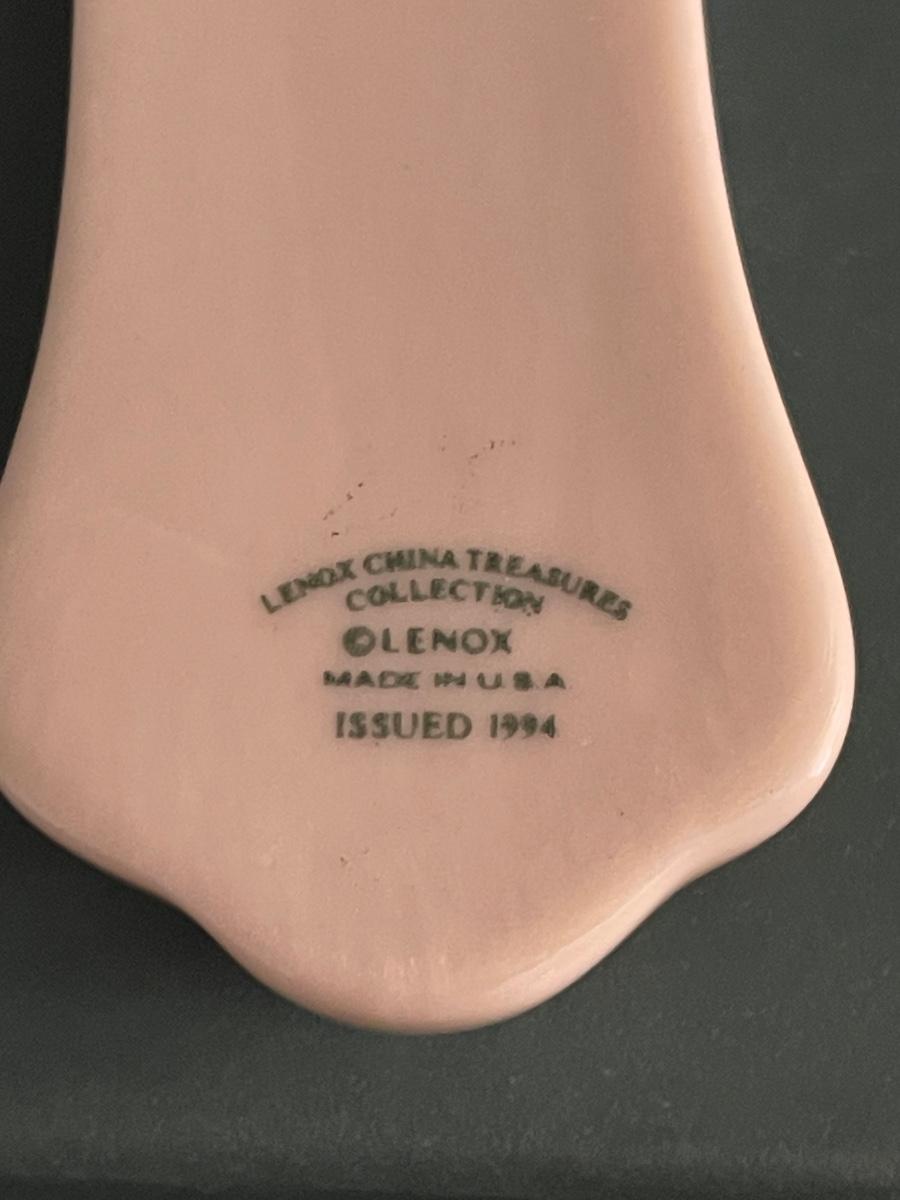 LENOX CHINA TREASURES
COLLECTION
©LENOX
MADE IN U.S.A
ISSUED 1994